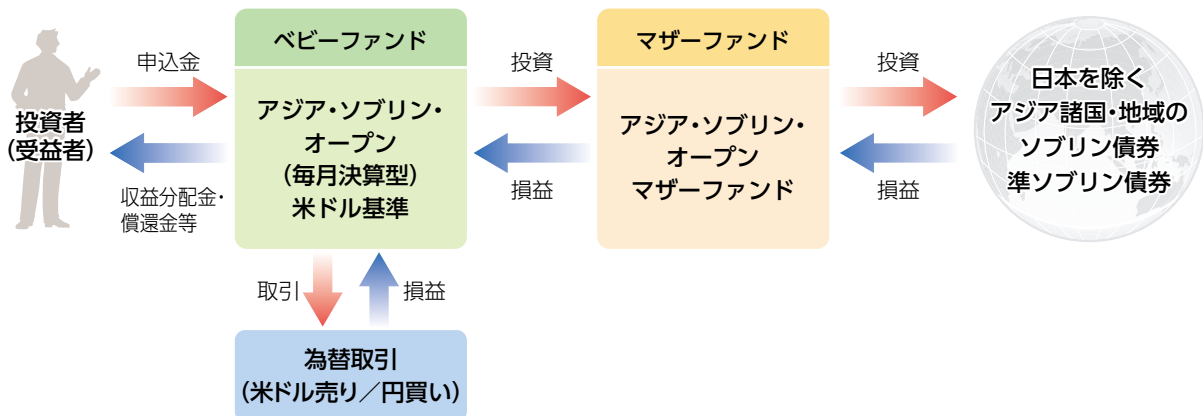 投資者
(受益者)
申込金
収益分配金・
償還金等
ベビーファンド
アジア・ソブリン・
オープン
(毎月決算型)
米ドル基準
投資
損益
マザーファンド
アジア・ソブリン・
オープン
マザーファンド
投資
損益
日本を除く
アジア諸国・地域の
ソブリン債券
準ソブリン債券
取引
損益
為替取引
(米ドル売り／円買い)